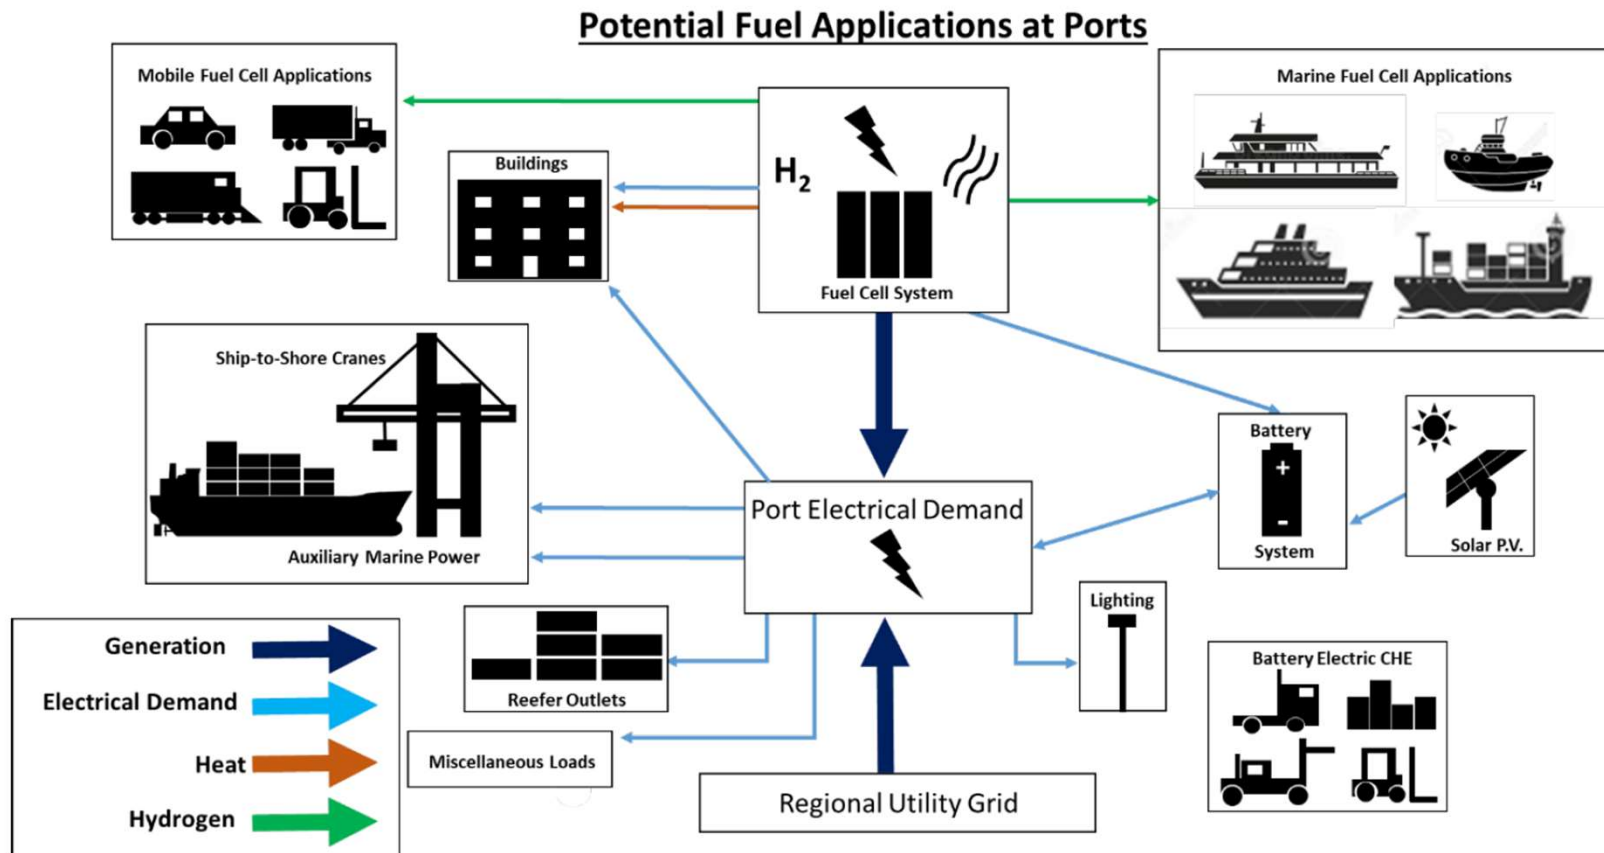 Potential Fuel Applications at Ports
Mobile Fuel Cell Applications
Marine Fuel Cell Applications
Buildings
H2
Fuel Cell System
Ship-to-Shore Cranes
Auxiliary Marine Power
Port Electrical Demand
Battery
+
-
System
Solar P.V.
Lighting
Generation
Electrical Demand
Heat
Hydrogen
Reefer Outlets
Miscellaneous Loads
Battery Electric CHE
Regional Utility Grid